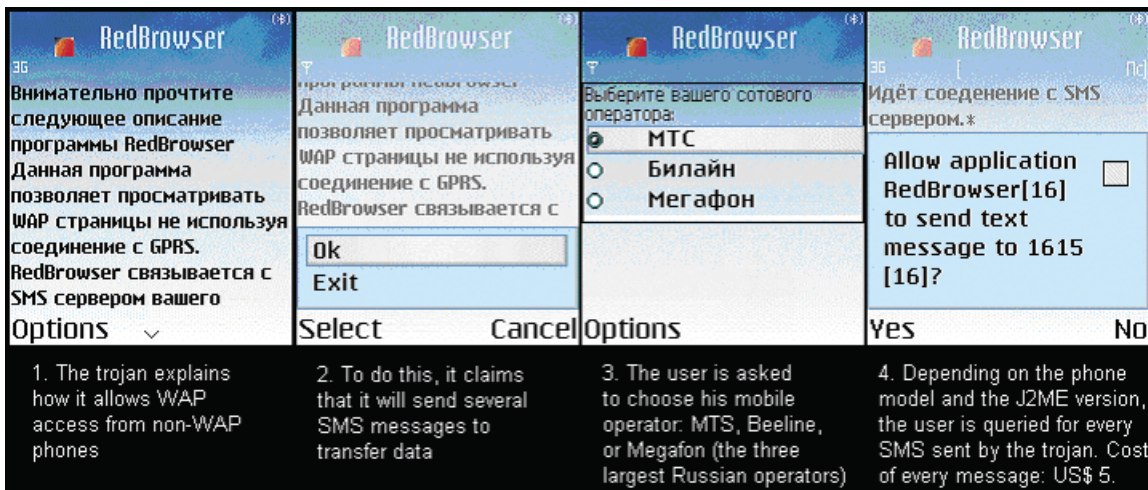 RedBrowser
3G
Внимательно прочтите
следующее описание
программы RedBrowser
Данная программа
позволяет просматривать
WAP страницы не используя
соединение с GPRS.
RedBrowser связывается с
SMS сервером вашего
Options
RedBrowser
программы RedBrowser
Данная программа
позволяет просматривать
WAP страницы не используя
соединение с GPRS.
RedBrowser связывается с
Ok
Exit
Select Cancel
RedBrowser
Выберите вашего сотового
оператора:
МТС
Билайн
Мегафон
Options
RedBrowser
3G
Идёт соеденение с SMS
сервером.*
Allow application
RedBrowser[16]
to send text
message to 1615
[16]?
Yes No
1. The trojan explains
how it allows WAP
access from non-WAP
phones
2. To do this, it claims
that it will send several
SMS messages to
transfer data
3. The user is asked
to choose his mobile
operator: MTS, Beeline,
or Megafon (the three
largest Russian operators)
4. Depending on the phone
model and the J2ME version,
the user is queried for every
SMS sent by the trojan. Cost
of every message: US$ 5.